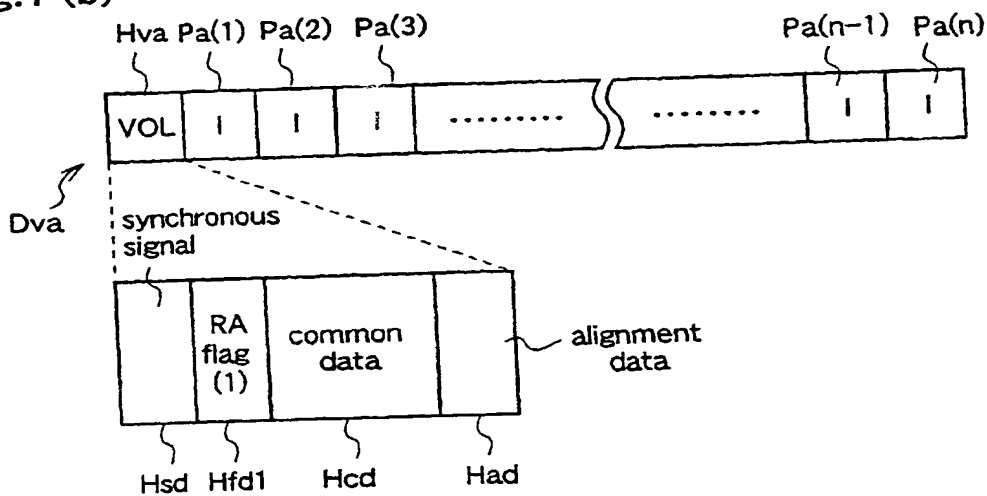 Hva Pa(1) Pa(2) Pa(3) Pa(n-1) Pa(n)
VOL I I I ········· ········ I I
Dva
synchronous
signal
RA
flag
(1)
common
data
alignment
data
Hsd Hfd1 Hcd Had